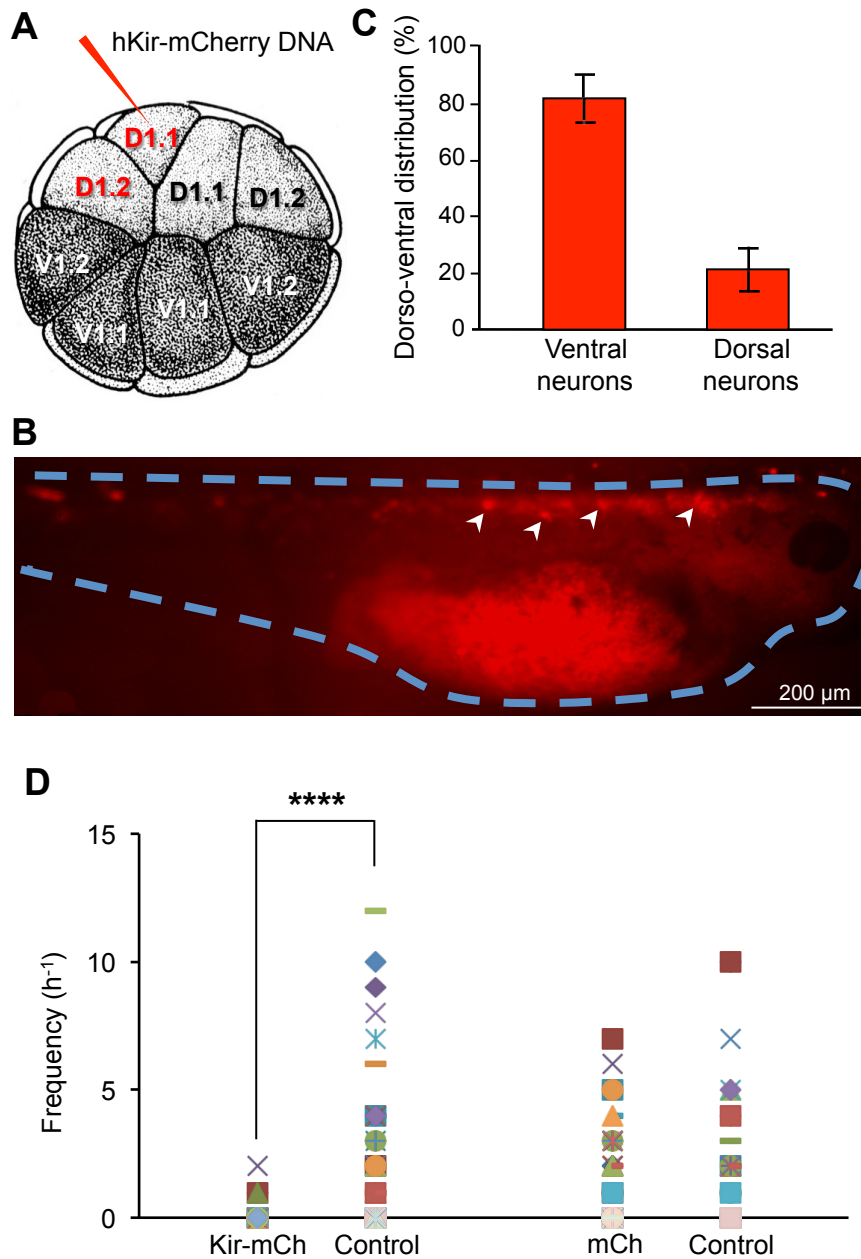 A
hKir-mCherry DNA
D1.1
D1.2
D1.1
D1.2
V1.2
V1.1
V1.1
V1.2
C
Dorso-ventral distribution (%)
100
80
60
40
20
0
Ventral neurons
Dorsal neurons
B
200 µm
D
****
Frequency (h⁻¹)
15
10
5
0
Kir-mCh
Control
mCh
Control